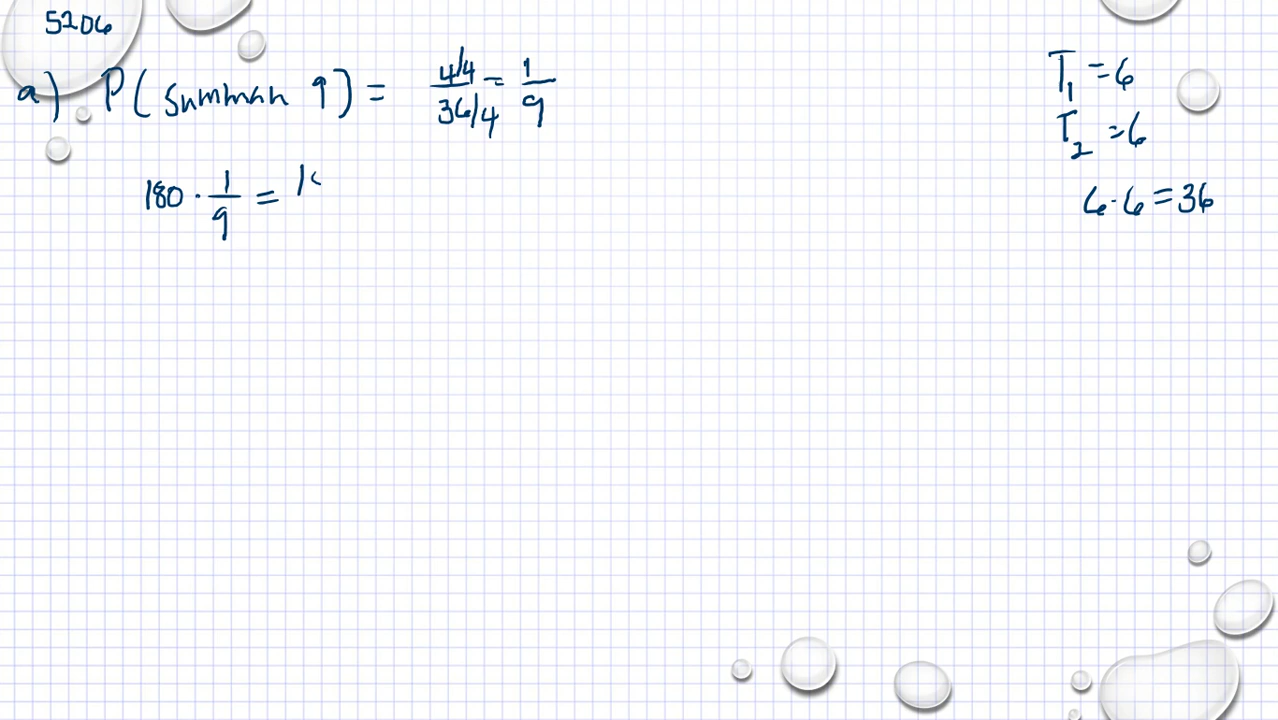 5206
a) P(summan 9) = 4/4 / 36/4 = 1/9
180 · 1/9 = 1
T₁ = 6
T₂ = 6
6 · 6 = 36